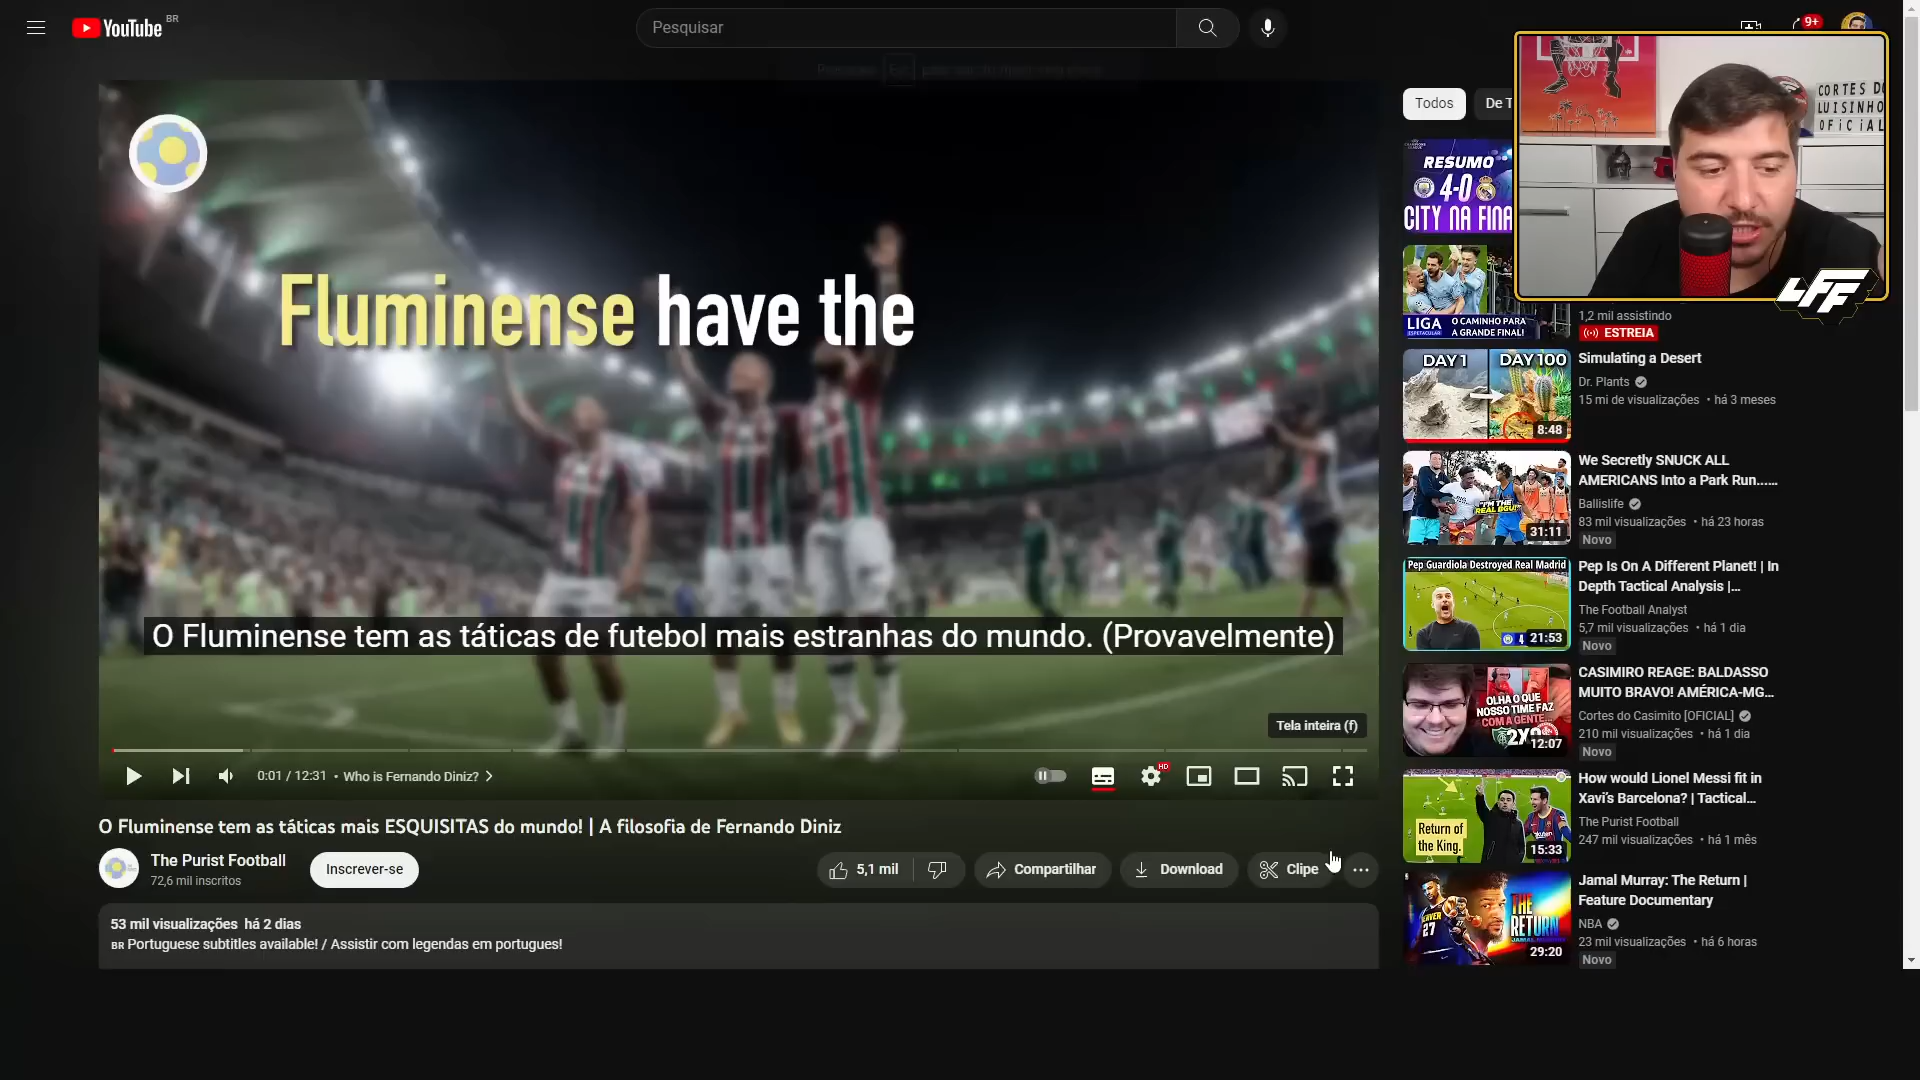 YouTube BR
Pesquisar
9+
CORTES DO
LUISINHO
OFiCiAL
LFF
Fluminense have the
O Fluminense tem as táticas de futebol mais estranhas do mundo. (Provavelmente)
Tela inteira (f)
0:01 / 12:31 • Who is Fernando Diniz?
HD
O Fluminense tem as táticas mais ESQUISITAS do mundo! | A filosofia de Fernando Diniz
The Purist Football
72,6 mil inscritos
Inscrever-se
5,1 mil
Compartilhar
Download
Clipe
53 mil visualizações há 2 dias
BR Portuguese subtitles available! / Assistir com legendas em portugues!
Todos
De T
RESUMO
4-0
CITY NA FINA
LIGA
O CAMINHO PARA
A GRANDE FINAL!
1,2 mil assistindo
ESTREIA
DAY 1
DAY 100
8:48
Simulating a Desert
Dr. Plants
15 mi de visualizações • há 3 meses
31:11
We Secretly SNUCK ALL
AMERICANS Into a Park Run......
Ballislife
83 mil visualizações • há 23 horas
Novo
Pep Guardiola Destroyed Real Madrid
4
21:53
Pep Is On A Different Planet! | In
Depth Tactical Analysis |...
The Football Analyst
5,7 mil visualizações • há 1 dia
Novo
OLHA O QUE
NOSSO TIME FAZ
COM A GENTE...
12:07
CASIMIRO REAGE: BALDASSO
MUITO BRAVO! AMÉRICA-MG...
Cortes do Casimito [OFICIAL]
210 mil visualizações • há 1 dia
Novo
Return of
the King.
15:33
How would Lionel Messi fit in
Xavi's Barcelona? | Tactical...
The Purist Football
247 mil visualizações • há 1 mês
DENVER
27
THE
RETURN
29:20
Jamal Murray: The Return |
Feature Documentary
NBA
23 mil visualizações • há 6 horas
Novo